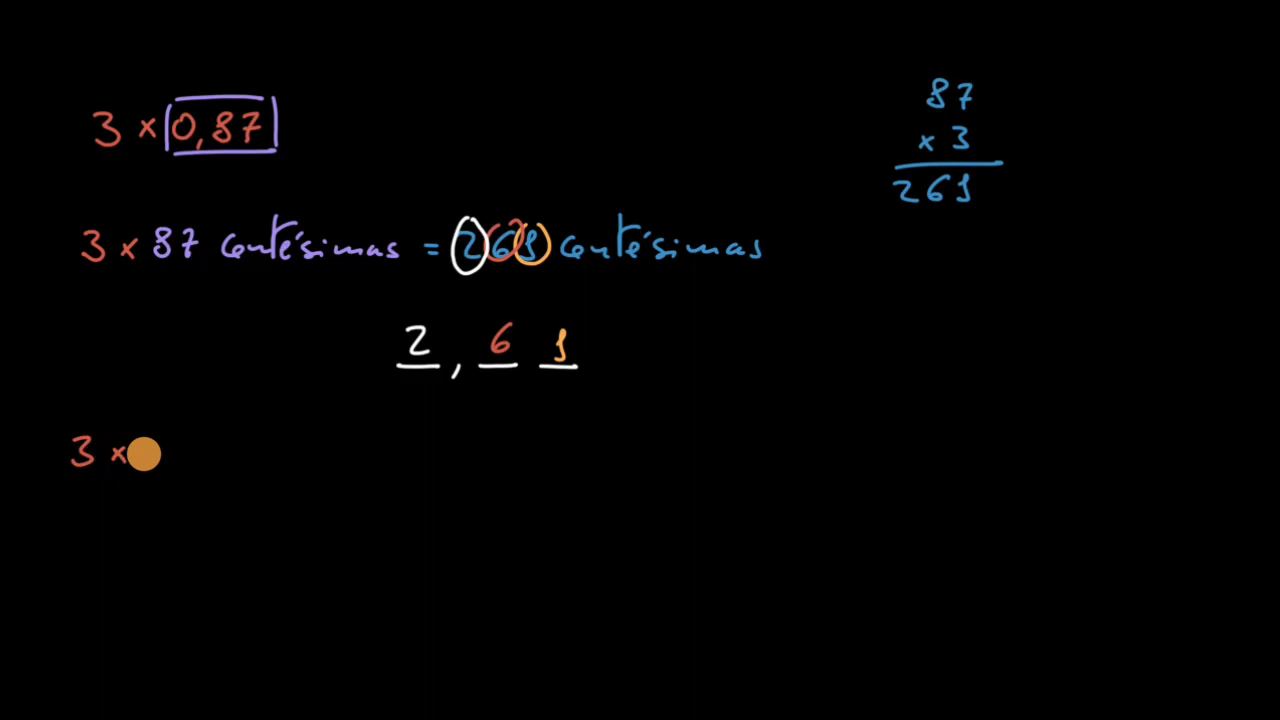 3 × 0,87
87
× 3
261
3 × 87 centésimas = 261 centésimas
2, 6 1
3 ×